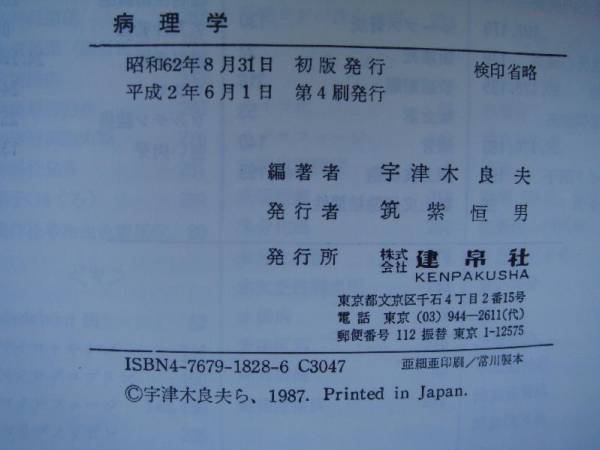 病理学
昭和62年8月31日 初版発行 検印省略
平成2年6月1日 第4刷発行
編著者 宇津木良夫
発行者 筑紫恒男
発行所 株式会社 建帛社
KENPAKUSHA
東京都文京区千石4丁目2番15号
電話 東京 (03) 944-2611(代)
郵便番号 112 振替 東京 1-12575
ISBN4-7679-1828-6 C3047 亜細亜印刷/常川製本
©宇津木良夫ら、1987. Printed in Japan.